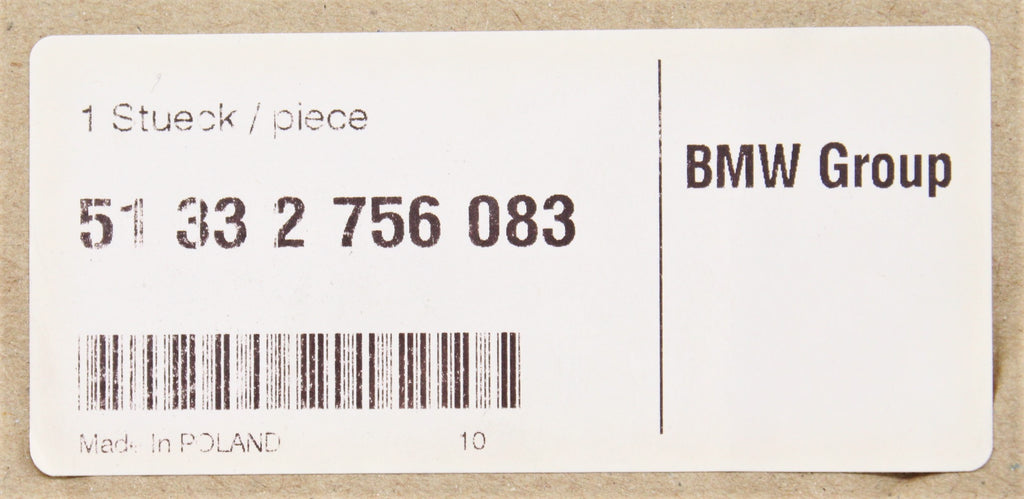 1 Stueck / piece
51 33 2 756 083
Made In POLAND 10
BMW Group